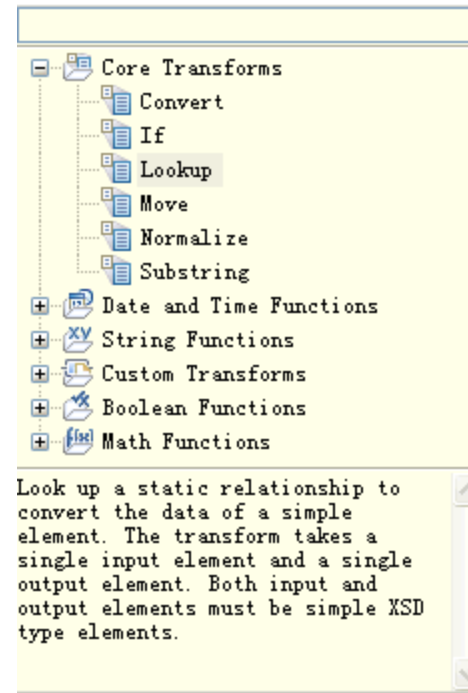 Core Transforms
Convert
If
Lookup
Move
Normalize
Substring
Date and Time Functions
XY String Functions
Custom Transforms
Boolean Functions
f(x) Math Functions
Look up a static relationship to
convert the data of a simple
element. The transform takes a
single input element and a single
output element. Both input and
output elements must be simple XSD
type elements.